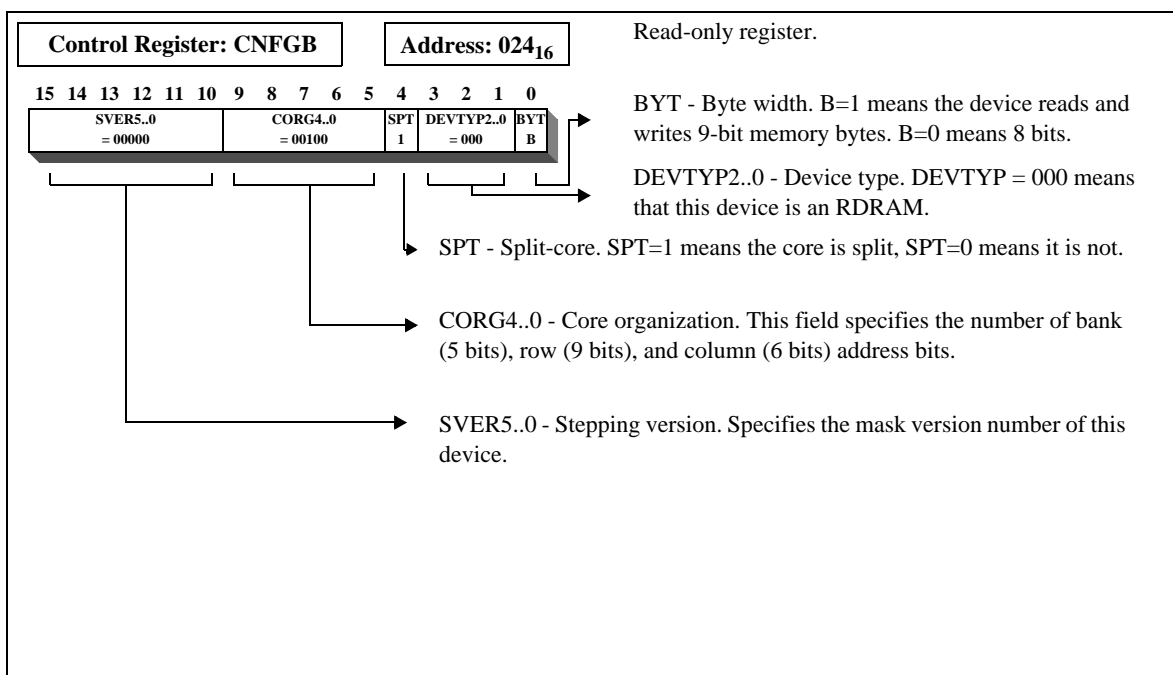 Control Register: CNFGB
Address: 024₁₆
Read-only register.
15 14 13 12 11 10 9 8 7 6 5 4 3 2 1 0
SVER5..0 CORG4..0 SPT DEVTYP2..0 BYT
= 00000 = 00100 1 = 000 B
BYT - Byte width. B=1 means the device reads and
writes 9-bit memory bytes. B=0 means 8 bits.
DEVTYP2..0 - Device type. DEVTYP = 000 means
that this device is an RDRAM.
SPT - Split-core. SPT=1 means the core is split, SPT=0 means it is not.
CORG4..0 - Core organization. This field specifies the number of bank
(5 bits), row (9 bits), and column (6 bits) address bits.
SVER5..0 - Stepping version. Specifies the mask version number of this
device.